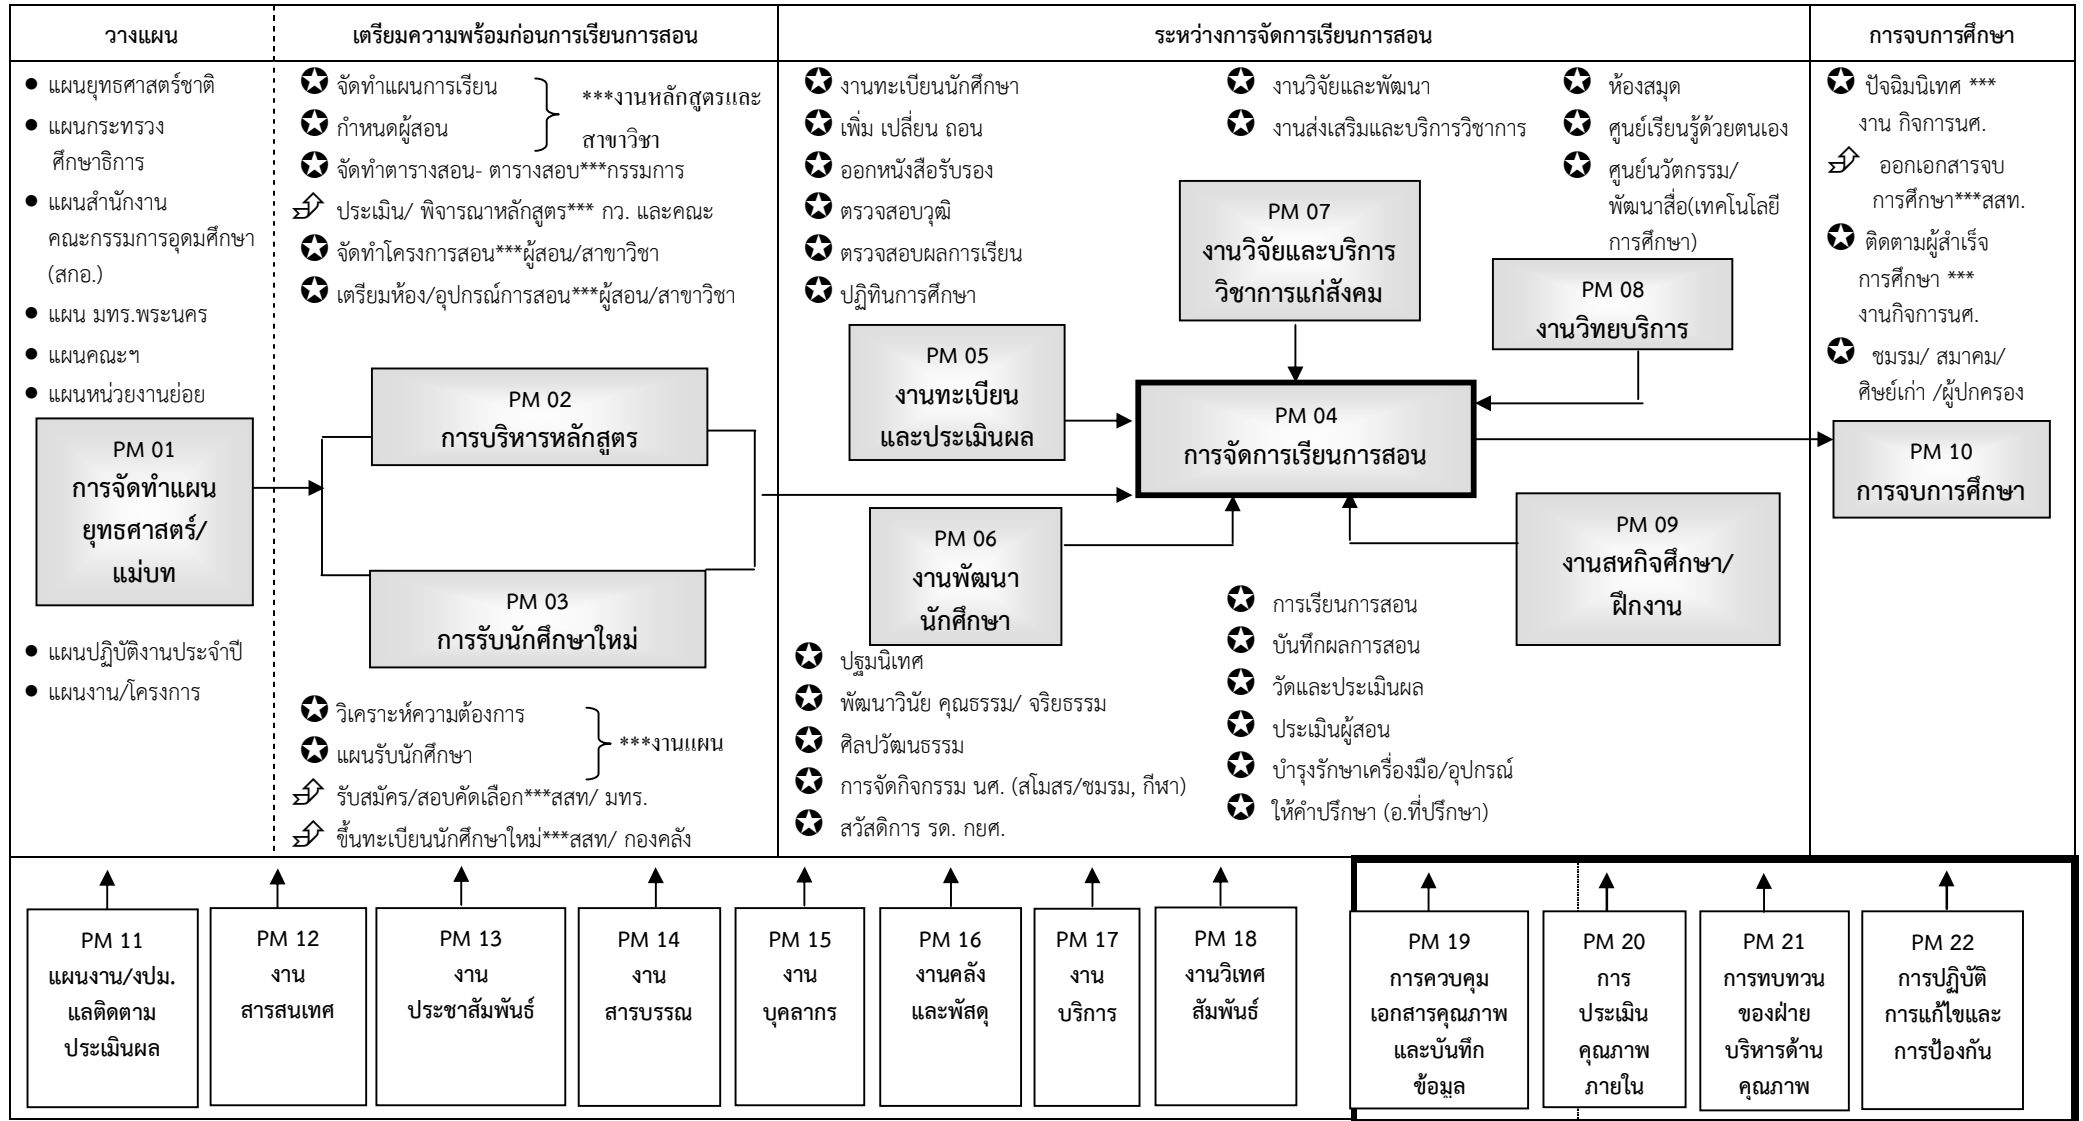 วางแผน
เตรียมความพร้อมก่อนการเรียนการสอน
ระหว่างการจัดการเรียนการสอน
การจบการศึกษา
แผนยุทธศาสตร์ชาติ
แผนกระทรวง
ศึกษาธิการ
แผนสำนักงาน
คณะกรรมการอุดมศึกษา
(สกอ.)
แผน มทร.พระนคร
แผนคณะฯ
แผนหน่วยงานย่อย
PM 01
การจัดทำแผน
ยุทธศาสตร์/
แม่บท
แผนปฏิบัติงานประจำปี
แผนงาน/โครงการ
จัดทำแผนการเรียน
กำหนดผู้สอน
***งานหลักสูตรและ
สาขาวิชา
จัดทำตารางสอน- ตารางสอบ***กรรมการ
ประเมิน/ พิจารณาหลักสูตร*** กว. และคณะ
จัดทำโครงการสอน***ผู้สอน/สาขาวิชา
เตรียมห้อง/อุปกรณ์การสอน***ผู้สอน/สาขาวิชา
PM 02
การบริหารหลักสูตร
PM 03
การรับนักศึกษาใหม่
วิเคราะห์ความต้องการ
แผนรับนักศึกษา
***งานแผน
รับสมัคร/สอบคัดเลือก***สสท/ มทร.
ขึ้นทะเบียนนักศึกษาใหม่***สสท/ กองคลัง
งานทะเบียนนักศึกษา
เพิ่ม เปลี่ยน ถอน
ออกหนังสือรับรอง
ตรวจสอบวุฒิ
ตรวจสอบผลการเรียน
ปฏิทินการศึกษา
PM 05
งานทะเบียน
และประเมินผล
งานวิจัยและพัฒนา
งานส่งเสริมและบริการวิชาการ
PM 07
งานวิจัยและบริการ
วิชาการแก่สังคม
ห้องสมุด
ศูนย์เรียนรู้ด้วยตนเอง
ศูนย์นวัตกรรม/
พัฒนาสื่อ(เทคโนโลยี
การศึกษา)
PM 08
งานวิทยบริการ
PM 04
การจัดการเรียนการสอน
PM 06
งานพัฒนา
นักศึกษา
ปฐมนิเทศ
พัฒนาวินัย คุณธรรม/ จริยธรรม
ศิลปวัฒนธรรม
การจัดกิจกรรม นศ. (สโมสร/ชมรม, กีฬา)
สวัสดิการ รด. กยศ.
PM 09
งานสหกิจศึกษา/
ฝึกงาน
การเรียนการสอน
บันทึกผลการสอน
วัดและประเมินผล
ประเมินผู้สอน
บำรุงรักษาเครื่องมือ/อุปกรณ์
ให้คำปรึกษา (อ.ที่ปรึกษา)
ปัจฉิมนิเทศ ***
งาน กิจการนศ.
ออกเอกสารจบ
การศึกษา***สสท.
ติดตามผู้สำเร็จ
การศึกษา ***
งานกิจการนศ.
ชมรม/ สมาคม/
ศิษย์เก่า /ผู้ปกครอง
PM 10
การจบการศึกษา
PM 11
แผนงาน/งปม.
แลติดตาม
ประเมินผล
PM 12
งาน
สารสนเทศ
PM 13
งาน
ประชาสัมพันธ์
PM 14
งาน
สารบรรณ
PM 15
งาน
บุคลากร
PM 16
งานคลัง
และพัสดุ
PM 17
งาน
บริการ
PM 18
งานวิเทศ
สัมพันธ์
PM 19
การควบคุม
เอกสารคุณภาพ
และบันทึก
ข้อมูล
PM 20
การ
ประเมิน
คุณภาพ
ภายใน
PM 21
การทบทวน
ของฝ่าย
บริหารด้าน
คุณภาพ
PM 22
การปฏิบัติ
การแก้ไขและ
การป้องกัน